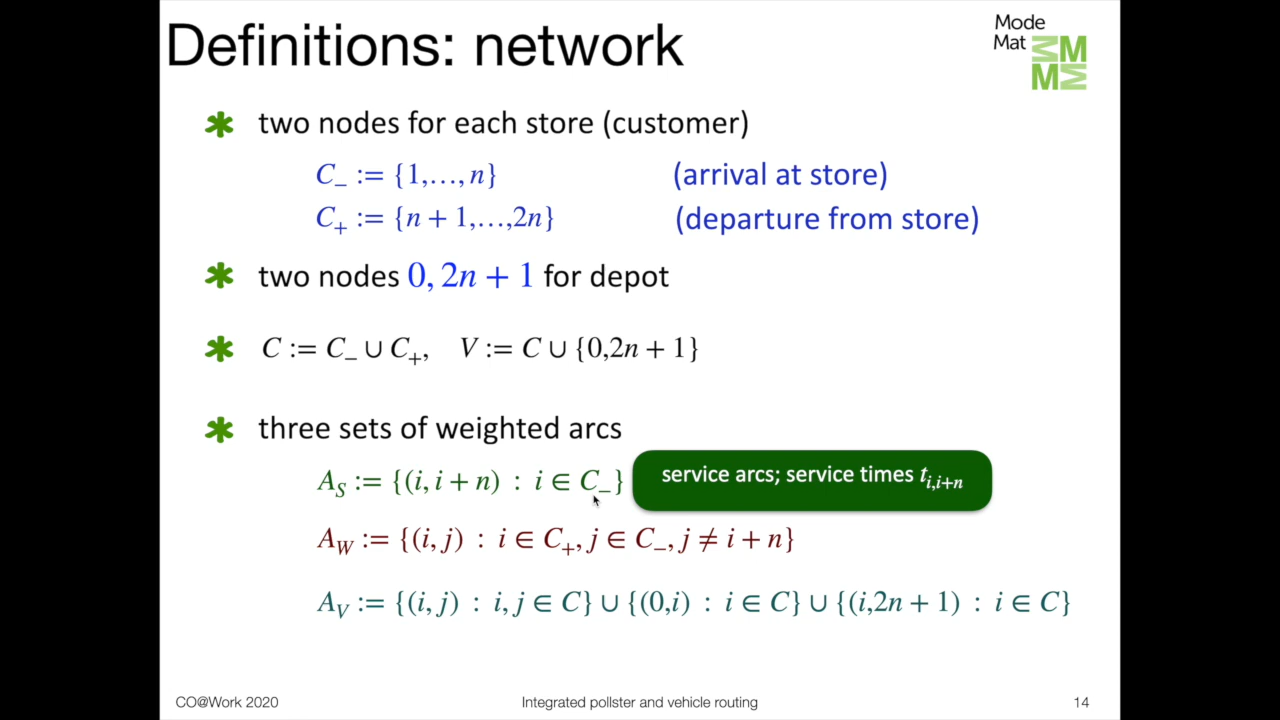 Definitions: network
Mode
Mat
M
M
✱ two nodes for each store (customer)
C₋ := {1,…, n} (arrival at store)
C₊ := {n + 1,…,2n} (departure from store)
✱ two nodes 0, 2n + 1 for depot
✱ C := C₋ ∪ C₊, V := C ∪ {0,2n + 1}
✱ three sets of weighted arcs
A_S := {(i, i + n) : i ∈ C₋} service arcs; service times t_{i,i+n}
A_W := {(i, j) : i ∈ C₊, j ∈ C₋, j ≠ i + n}
A_V := {(i, j) : i, j ∈ C} ∪ {(0,i) : i ∈ C} ∪ {(i,2n + 1) : i ∈ C}
CO@Work 2020 Integrated pollster and vehicle routing 14